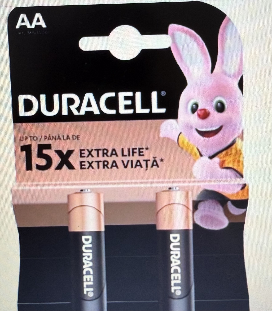 AA
DURACELL®
UP TO / PÂNĂ LA DE
15x EXTRA LIFE*
EXTRA VIAȚĂ*
DURACELL
DURACELL